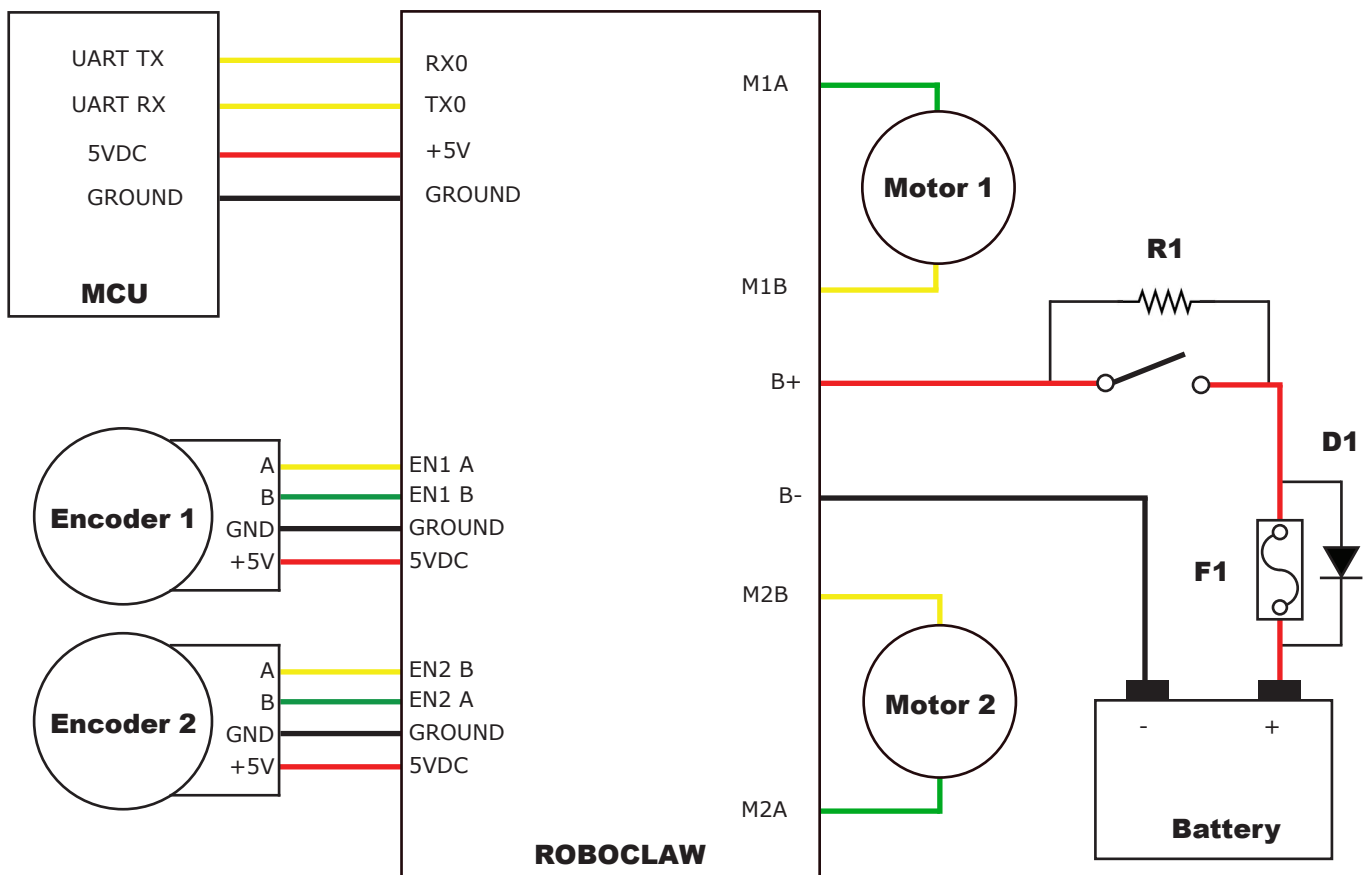 UART TX
UART RX
5VDC
GROUND
MCU
RX0
TX0
+5V
GROUND
M1A
Motor 1
M1B
R1
B+
D1
B-
F1
Encoder 1
A
B
GND
+5V
EN1 A
EN1 B
GROUND
5VDC
M2B
Motor 2
M2A
Encoder 2
A
B
GND
+5V
EN2 B
EN2 A
GROUND
5VDC
- +
Battery
ROBOCLAW